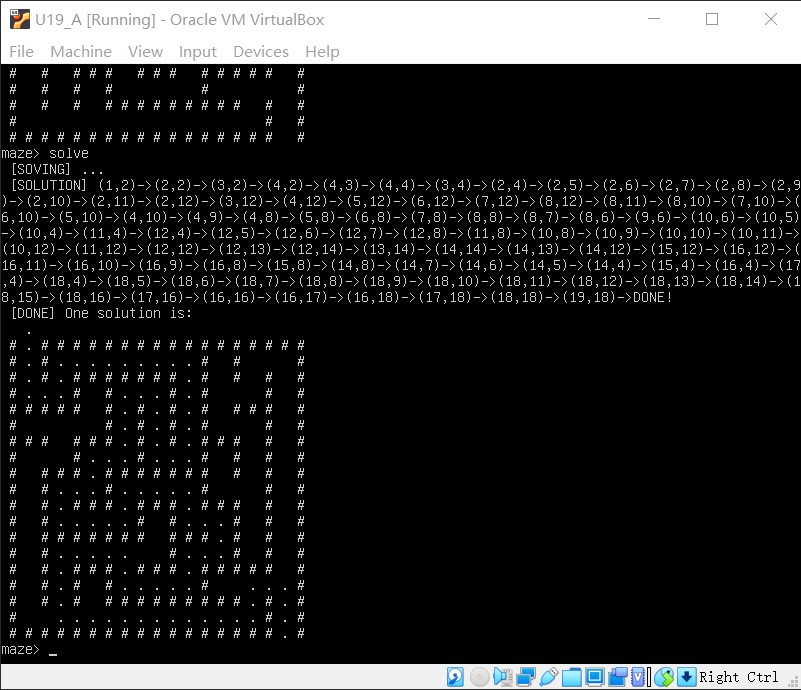 U19_A [Running] - Oracle VM VirtualBox
File Machine View Input Devices Help
#   #   # # #   # # #   # # # # #   #
#   #   #   #           #           #
#   #   #   # # # # # # # # #   #   #
#                               #   #
# # # # # # # # # # # # # # # # #   #
maze> solve
[SOVING] ...
[SOLUTION] (1,2)->(2,2)->(3,2)->(4,2)->(4,3)->(4,4)->(3,4)->(2,4)->(2,5)->(2,6)->(2,7)->(2,8)->(2,9
)->(2,10)->(2,11)->(2,12)->(3,12)->(4,12)->(5,12)->(6,12)->(7,12)->(8,12)->(8,11)->(8,10)->(7,10)->(
6,10)->(5,10)->(4,10)->(4,9)->(4,8)->(5,8)->(6,8)->(7,8)->(8,8)->(8,7)->(8,6)->(9,6)->(10,6)->(10,5)
->(10,4)->(11,4)->(12,4)->(12,5)->(12,6)->(12,7)->(12,8)->(11,8)->(10,8)->(10,9)->(10,10)->(10,11)->
(10,12)->(11,12)->(12,12)->(12,13)->(12,14)->(13,14)->(14,14)->(14,13)->(14,12)->(15,12)->(16,12)->(
16,11)->(16,10)->(16,9)->(16,8)->(15,8)->(14,8)->(14,7)->(14,6)->(14,5)->(14,4)->(15,4)->(16,4)->(17
,4)->(18,4)->(18,5)->(18,6)->(18,7)->(18,8)->(18,9)->(18,10)->(18,11)->(18,12)->(18,13)->(18,14)->(1
8,15)->(18,16)->(17,16)->(16,16)->(16,17)->(16,18)->(17,18)->(18,18)->(19,18)->DONE!
[DONE] One solution is:
  .
# . # # # # # # # # # # # # # # # # #
# . # . . . . . . . . . #   #       #
# . # . # # # # # # # . #   #   #   #
# . . . #   # . . . # . #       #   #
# # # # #   # . # . # . #   # # #   #
#           # . # . # . #       #   #
# # #   # # # . # . # . # # #   #   #
#       # . . . # . . . #   #   #   #
#   # # # . # # # # # # #   #   #   #
#   # . . . # . . . . . #       #   #
#   # . # # # . # # # . # # #   #   #
#   # . . . . . #   # . . . #   #   #
#   # # # # # # #   # # # . #   #   #
#   # . . . . .     # . . . #   #   #
#   # . # # # . # # # . # # # # #   #
#   # . #   # . . . . . #     . . . #
#   # . #   # # # # # # # # # . # . #
#     . . . . . . . . . . . . . # . #
# # # # # # # # # # # # # # # # # . #
maze> _
Right Ctrl